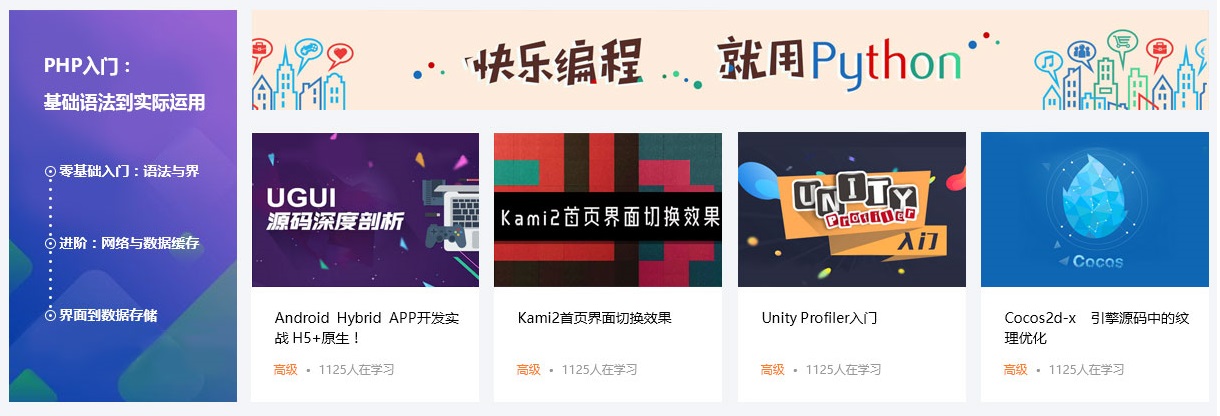 PHP入门：
基础语法到实际运用
零基础入门：语法与界
进阶：网络与数据缓存
界面到数据存储
快乐编程 就用Python
UGUI
源码深度剖析
Android Hybrid APP开发实
战 H5+原生！
高级 • 1125人在学习
Kami2首页界面切换效果
Kami2首页界面切换效果
高级 • 1125人在学习
UNITY
Profiler
入门
Unity Profiler入门
高级 • 1125人在学习
Cocos
Cocos2d-x 引擎源码中的纹
理优化
高级 • 1125人在学习